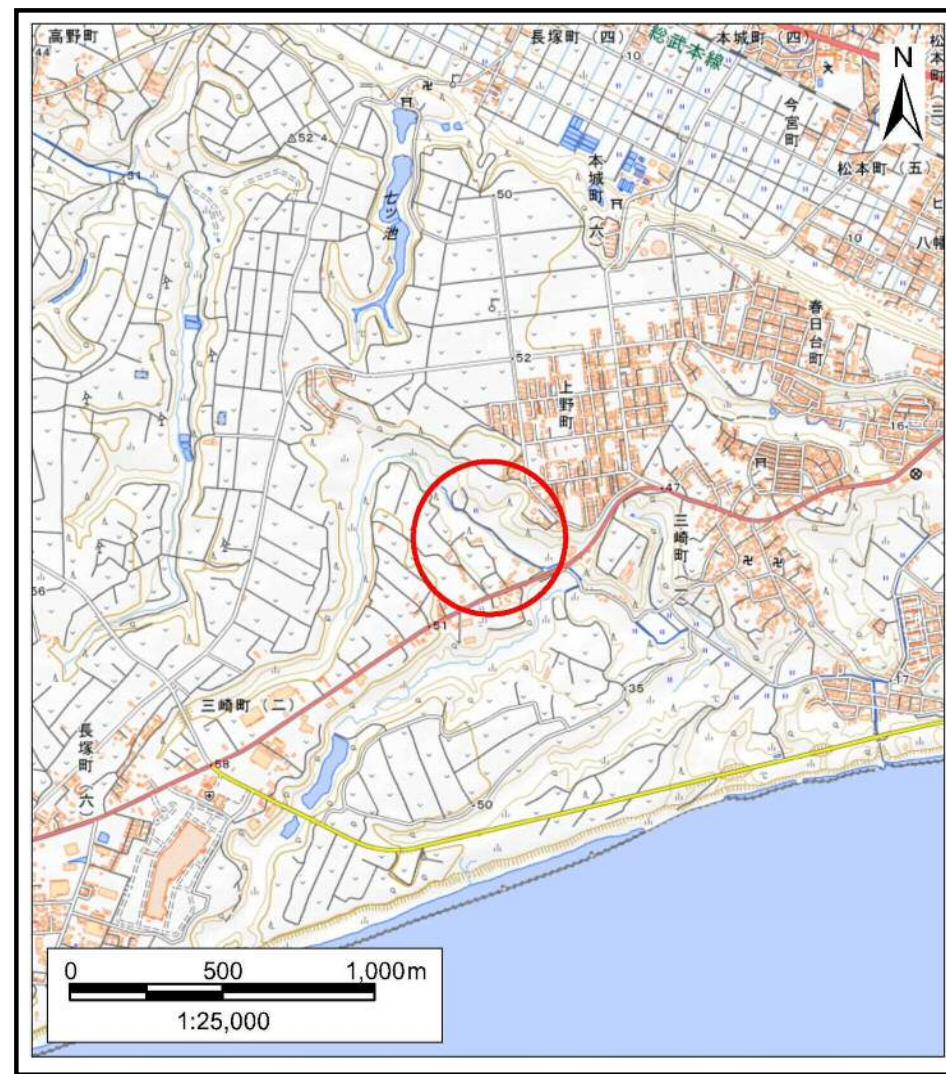 高野町
長塚町（四）
本城町（四）
総武本線
N
松本町（三）
44
10
今宮町
52.4
31
七ツ池
本城町（六）
松本町（五）
50
10
八幡
春日台町
52
上野町
16
47
三崎町（一）
56
51
35
17
三崎町（二）
長塚町（六）
58
50
0 500 1,000m
1:25,000